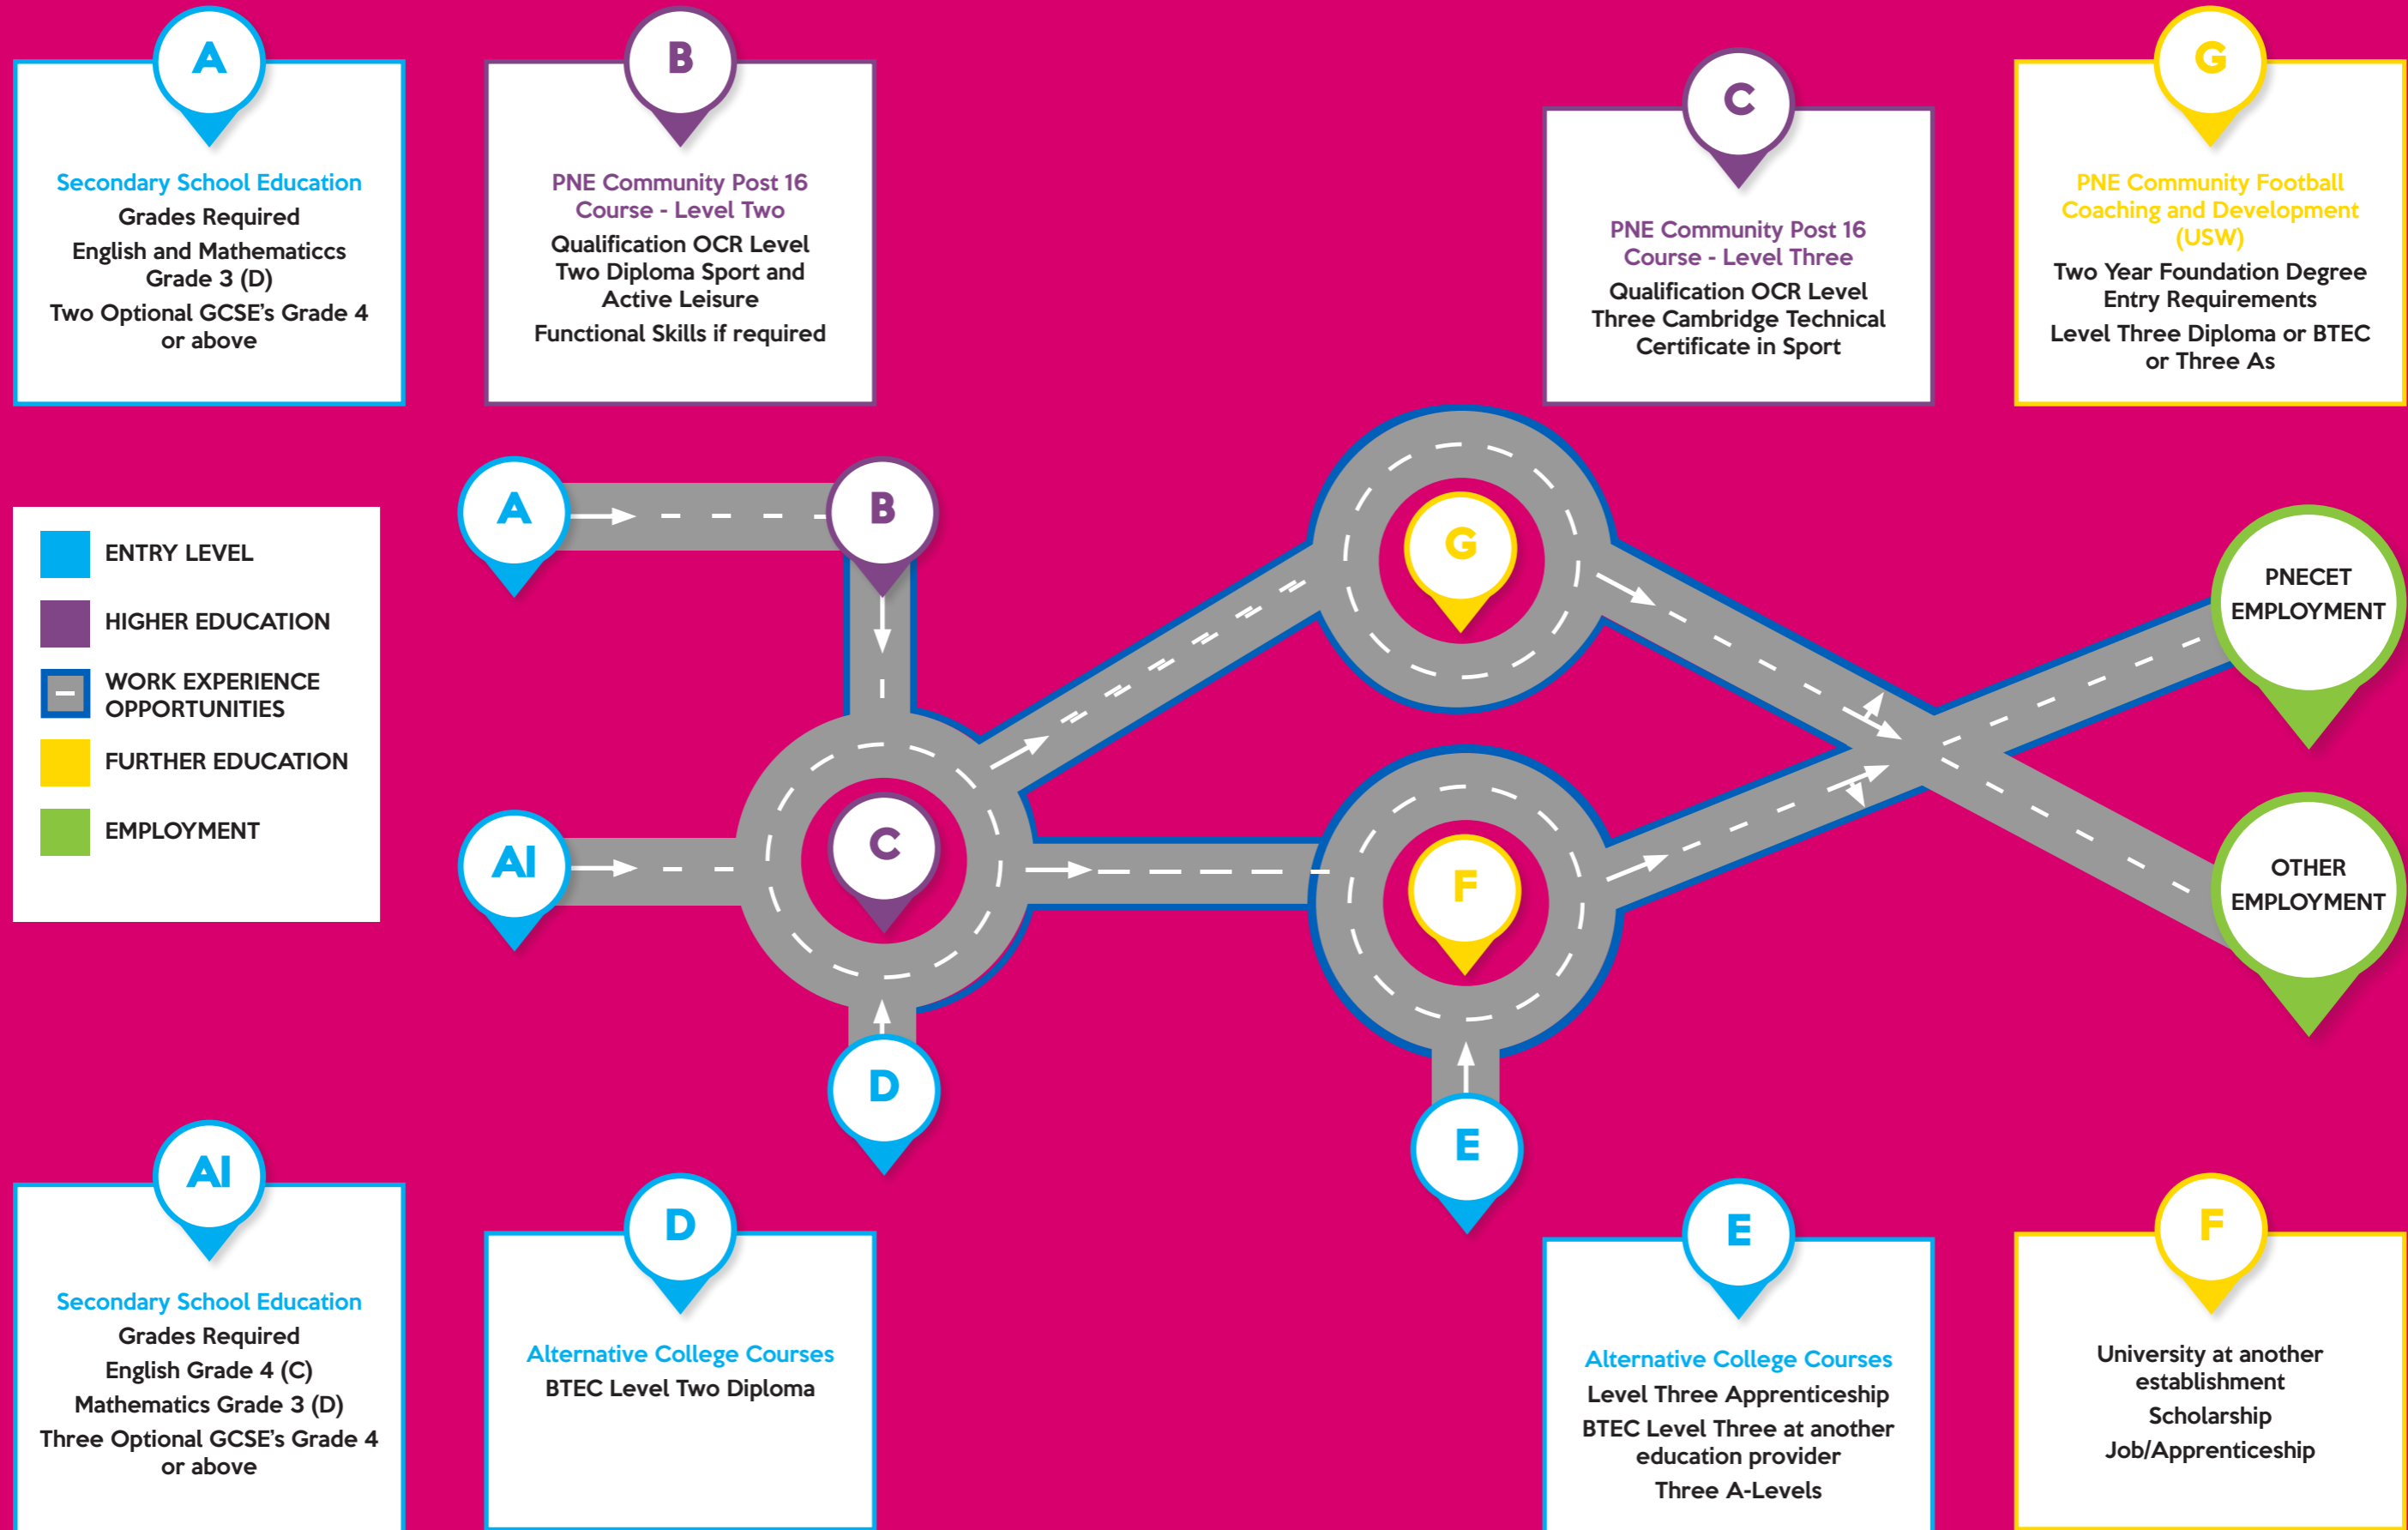 A
Secondary School Education
Grades Required
English and Mathematiccs
Grade 3 (D)
Two Optional GCSE's Grade 4
or above
B
PNE Community Post 16
Course - Level Two
Qualification OCR Level
Two Diploma Sport and
Active Leisure
Functional Skills if required
C
PNE Community Post 16
Course - Level Three
Qualification OCR Level
Three Cambridge Technical
Certificate in Sport
G
PNE Community Football
Coaching and Development
(USW)
Two Year Foundation Degree
Entry Requirements
Level Three Diploma or BTEC
or Three As
ENTRY LEVEL
HIGHER EDUCATION
WORK EXPERIENCE
OPPORTUNITIES
FURTHER EDUCATION
EMPLOYMENT
A
B
G
PNECET
EMPLOYMENT
A1
C
F
OTHER
EMPLOYMENT
D
E
A1
Secondary School Education
Grades Required
English Grade 4 (C)
Mathematics Grade 3 (D)
Three Optional GCSE's Grade 4
or above
D
Alternative College Courses
BTEC Level Two Diploma
E
Alternative College Courses
Level Three Apprenticeship
BTEC Level Three at another
education provider
Three A-Levels
F
University at another
establishment
Scholarship
Job/Apprenticeship